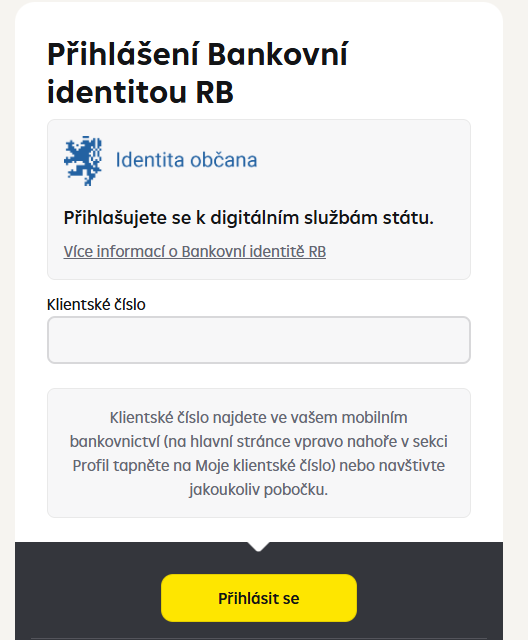 Přihlášení Bankovní
identitou RB
Identita občana
Přihlašujete se k digitálním službám státu.
Více informací o Bankovní identitě RB
Klientské číslo
Klientské číslo najdete ve vašem mobilním
bankovnictví (na hlavní stránce vpravo nahoře v sekci
Profil tapněte na Moje klientské číslo) nebo navštivte
jakoukoliv pobočku.
Přihlásit se